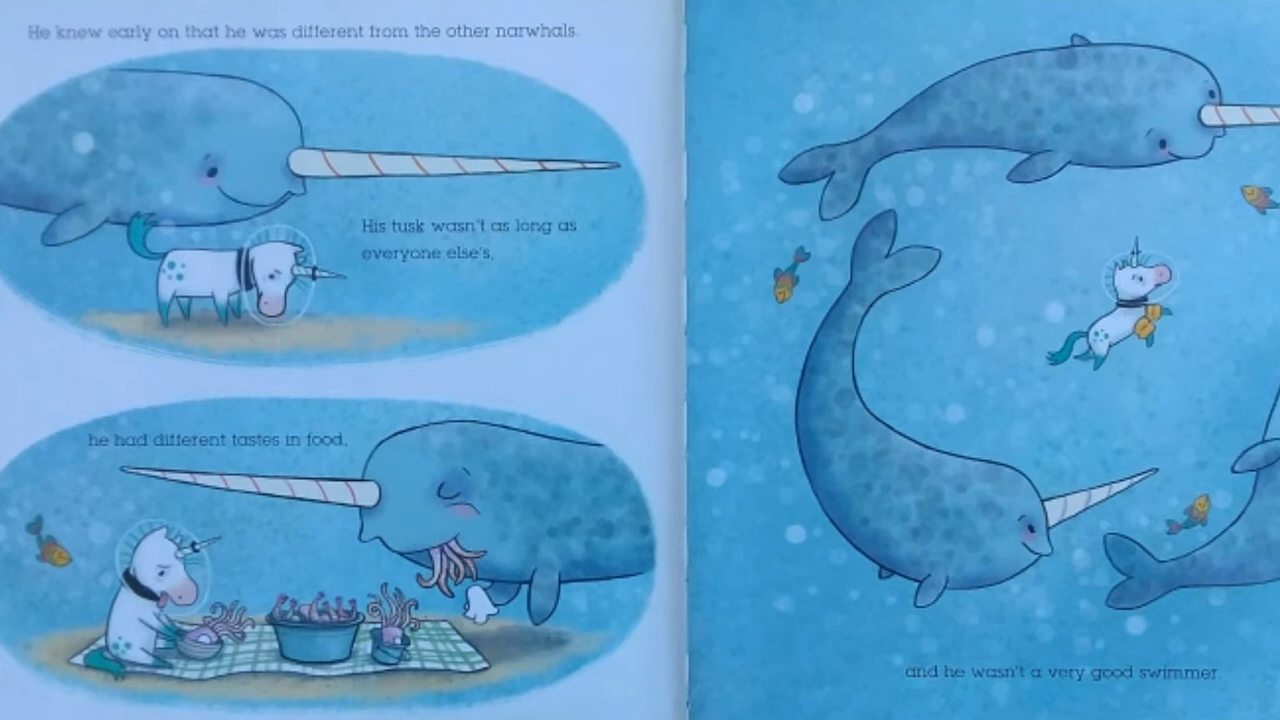 He knew early on that he was different from the other narwhals.
His tusk wasn't as long as
everyone else's,
he had different tastes in food,
and he wasn't a very good swimmer.